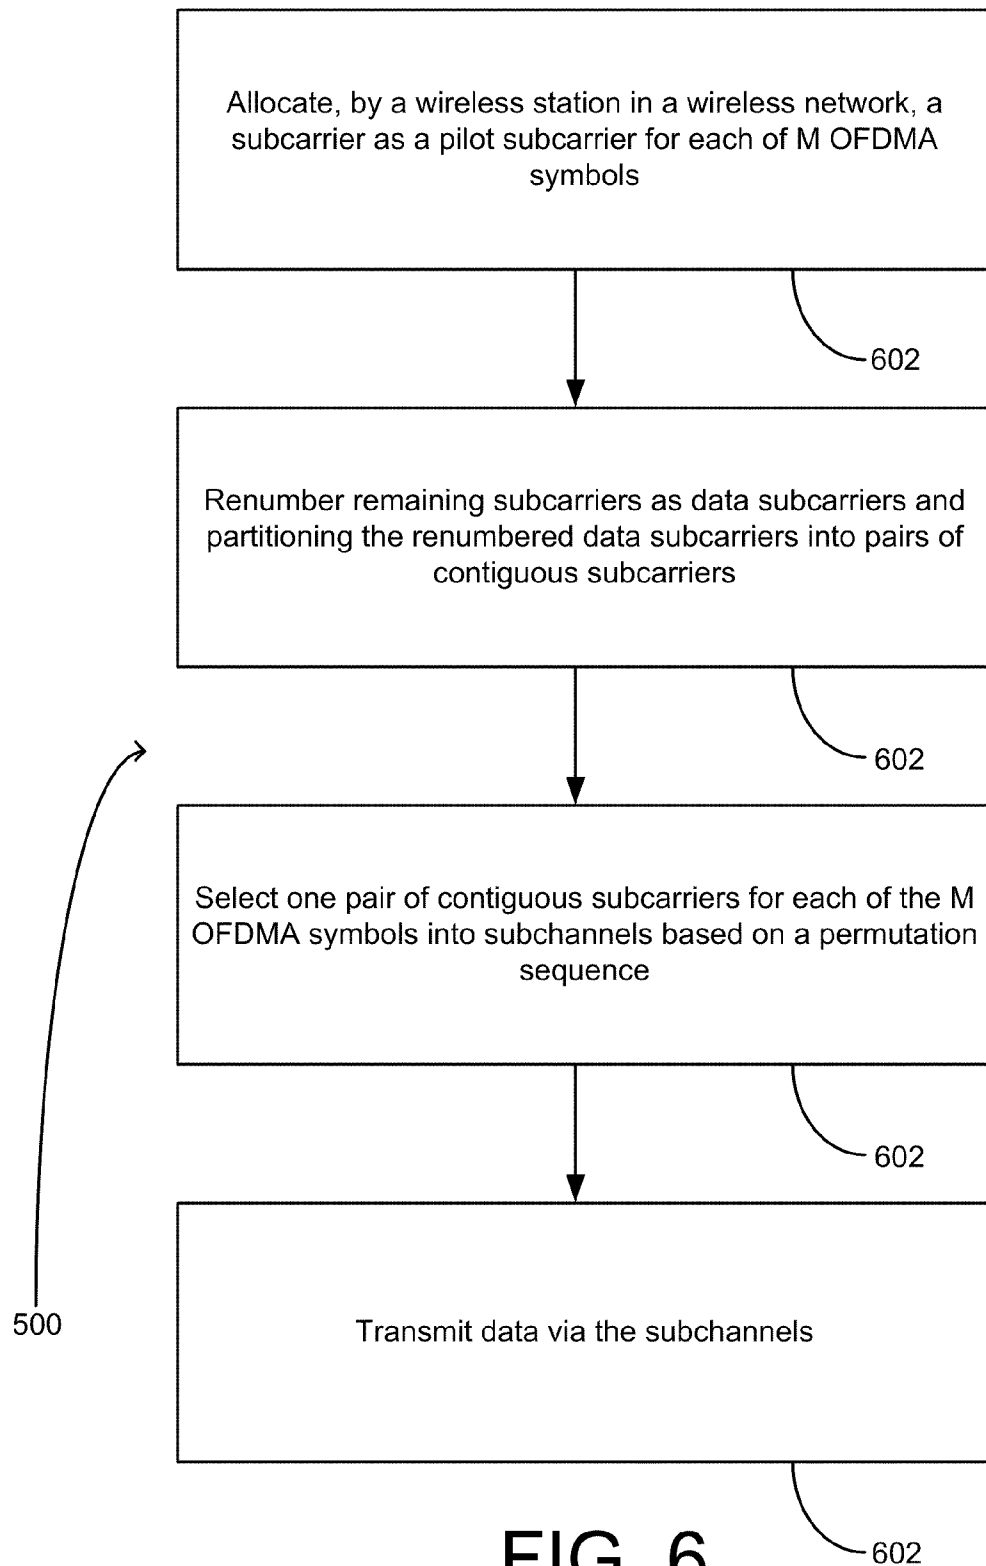 Allocate, by a wireless station in a wireless network, a
subcarrier as a pilot subcarrier for each of M OFDMA
symbols
602
Renumber remaining subcarriers as data subcarriers and
partitioning the renumbered data subcarriers into pairs of
contiguous subcarriers
602
Select one pair of contiguous subcarriers for each of the M
OFDMA symbols into subchannels based on a permutation
sequence
602
500
Transmit data via the subchannels
602
FIG. 6